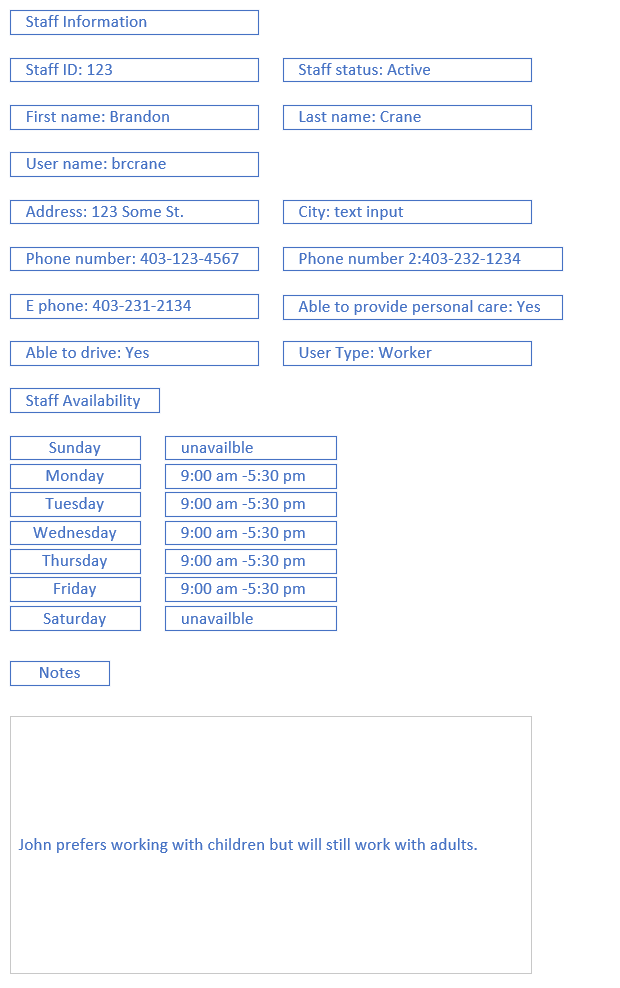 Staff Information
Staff ID: 123 Staff status: Active
First name: Brandon Last name: Crane
User name: brcrane
Address: 123 Some St. City: text input
Phone number: 403-123-4567 Phone number 2:403-232-1234
E phone: 403-231-2134 Able to provide personal care: Yes
Able to drive: Yes User Type: Worker
Staff Availability
Sunday unavailble
Monday 9:00 am -5:30 pm
Tuesday 9:00 am -5:30 pm
Wednesday 9:00 am -5:30 pm
Thursday 9:00 am -5:30 pm
Friday 9:00 am -5:30 pm
Saturday unavailble
Notes
John prefers working with children but will still work with adults.